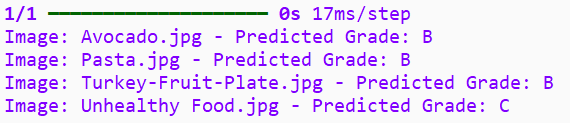 1/1 ━━━━━━━━━━━━━━━━━━━━ 0s 17ms/step
Image: Avocado.jpg - Predicted Grade: B
Image: Pasta.jpg - Predicted Grade: B
Image: Turkey-Fruit-Plate.jpg - Predicted Grade: B
Image: Unhealthy Food.jpg - Predicted Grade: C